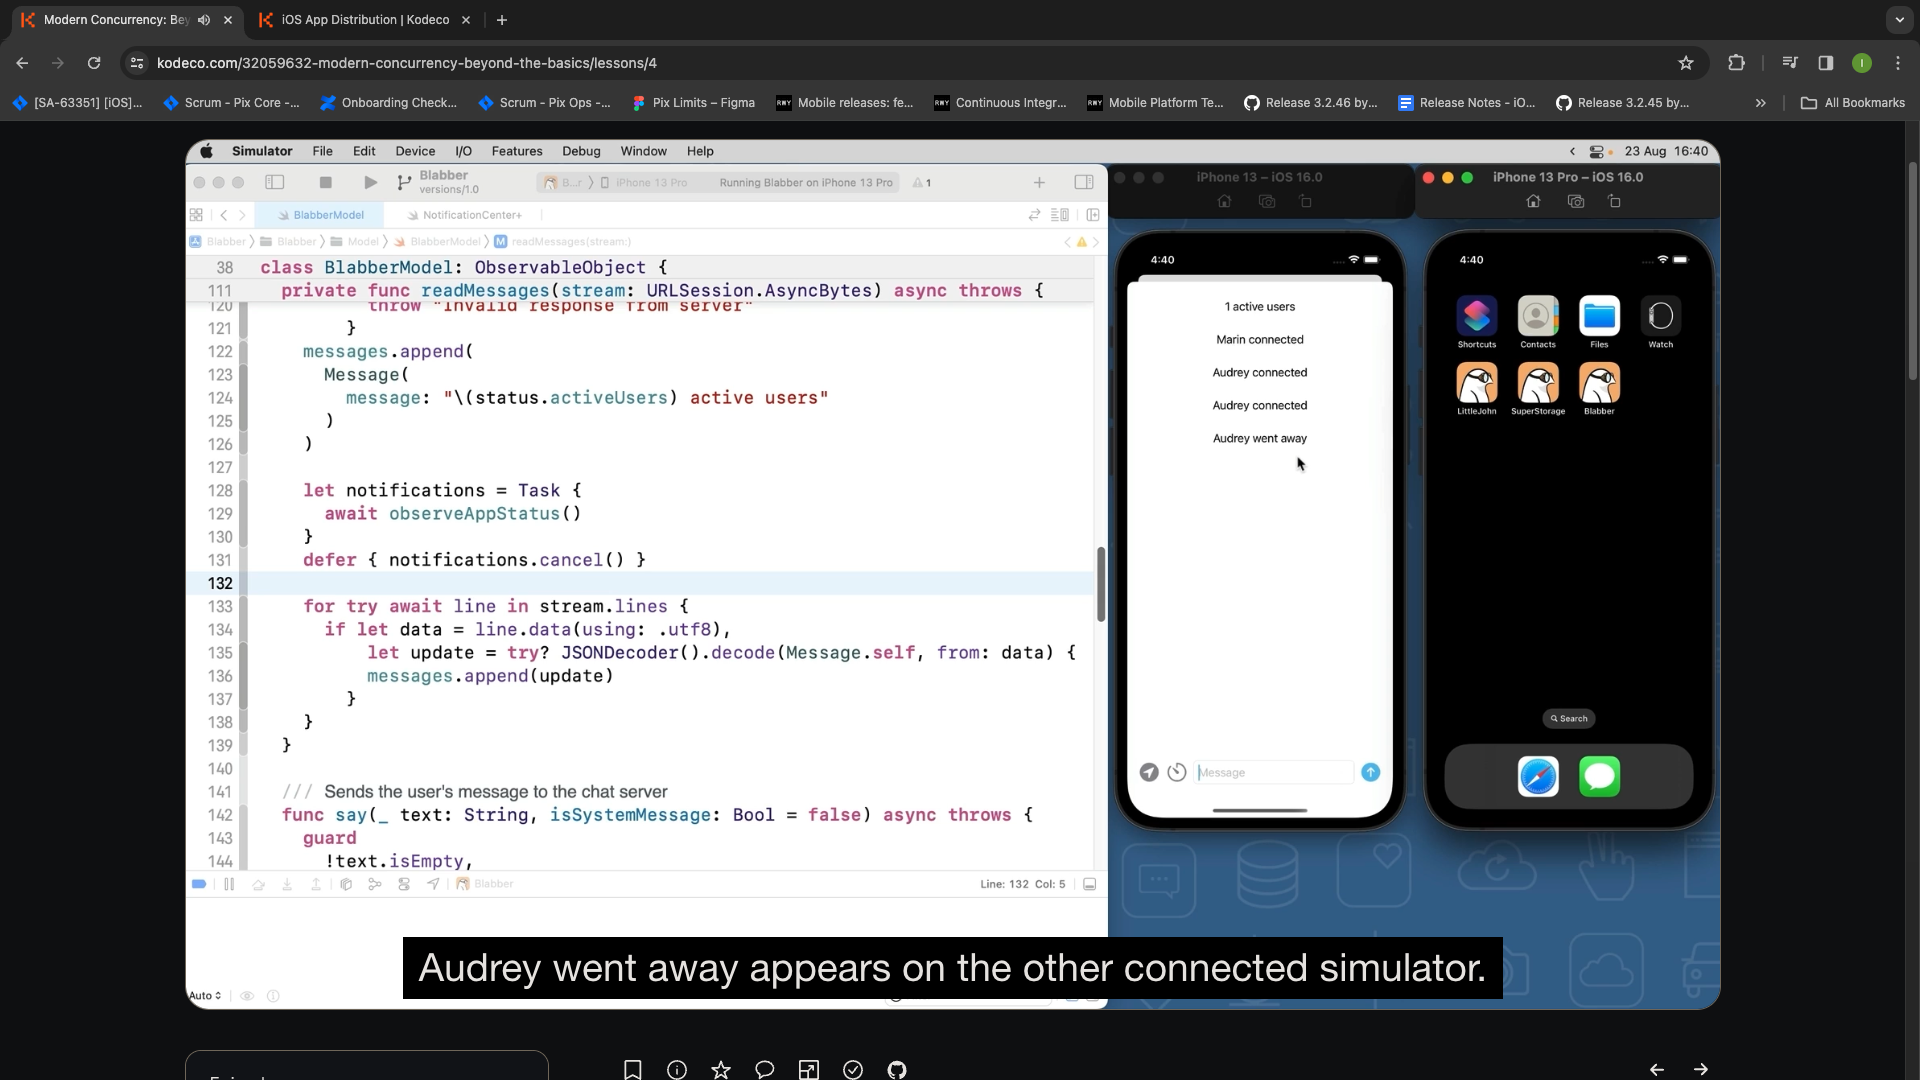 Modern Concurrency: Bey
iOS App Distribution | Kodeco
kodeco.com/32059632-modern-concurrency-beyond-the-basics/lessons/4
[SA-63351] [iOS]...
Scrum - Pix Core -...
Onboarding Check...
Scrum - Pix Ops -...
Pix Limits – Figma
Mobile releases: fe...
Continuous Integr...
Mobile Platform Te...
Release 3.2.46 by...
Release Notes - iO...
Release 3.2.45 by...
All Bookmarks
Simulator File Edit Device I/O Features Debug Window Help
23 Aug 16:40
Blabber
versions/1.0
B...r
iPhone 13 Pro
Running Blabber on iPhone 13 Pro
1
BlabberModel
NotificationCenter+
Blabber
Blabber
Model
BlabberModel
M readMessages(stream:)
38 class BlabberModel: ObservableObject {
111 private func readMessages(stream: URLSession.AsyncBytes) async throws {
120 throw "Invalid response from server"
121 }
122 messages.append(
123 Message(
124 message: "\(status.activeUsers) active users"
125 )
126 )
127
128 let notifications = Task {
129 await observeAppStatus()
130 }
131 defer { notifications.cancel() }
132
133 for try await line in stream.lines {
134 if let data = line.data(using: .utf8),
135 let update = try? JSONDecoder().decode(Message.self, from: data) {
136 messages.append(update)
137 }
138 }
139 }
140
141 /// Sends the user's message to the chat server
142 func say(_ text: String, isSystemMessage: Bool = false) async throws {
143 guard
144 !text.isEmpty,
Blabber
Line: 132 Col: 5
Auto
iPhone 13 – iOS 16.0
4:40
1 active users
Marin connected
Audrey connected
Audrey connected
Audrey went away
Message
iPhone 13 Pro – iOS 16.0
4:40
Shortcuts
Contacts
Files
Watch
LittleJohn
SuperStorage
Blabber
Search
Audrey went away appears on the other connected simulator.